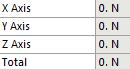 X Axis 0. N
Y Axis 0. N
Z Axis 0. N
Total 0. N